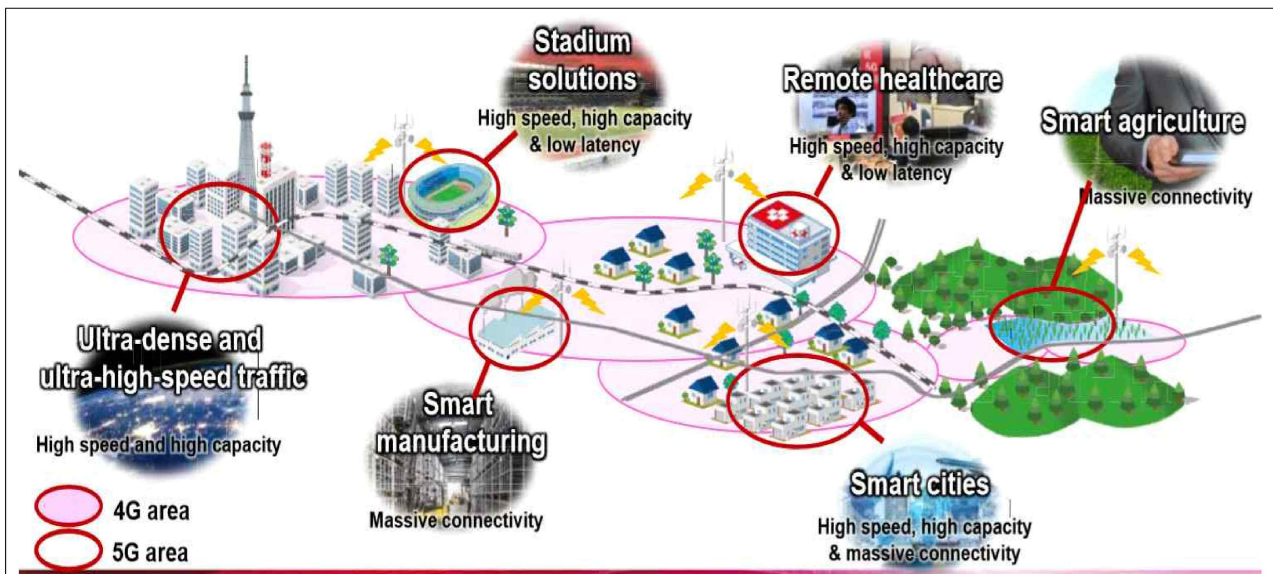 Stadium
solutions
High speed, high capacity
& low latency
Remote healthcare
High speed, high capacity
& low latency
Smart agriculture
Massive connectivity
Ultra-dense and
ultra-high-speed traffic
High speed and high capacity
Smart
manufacturing
Massive connectivity
Smart cities
High speed, high capacity
& massive connectivity
4G area
5G area